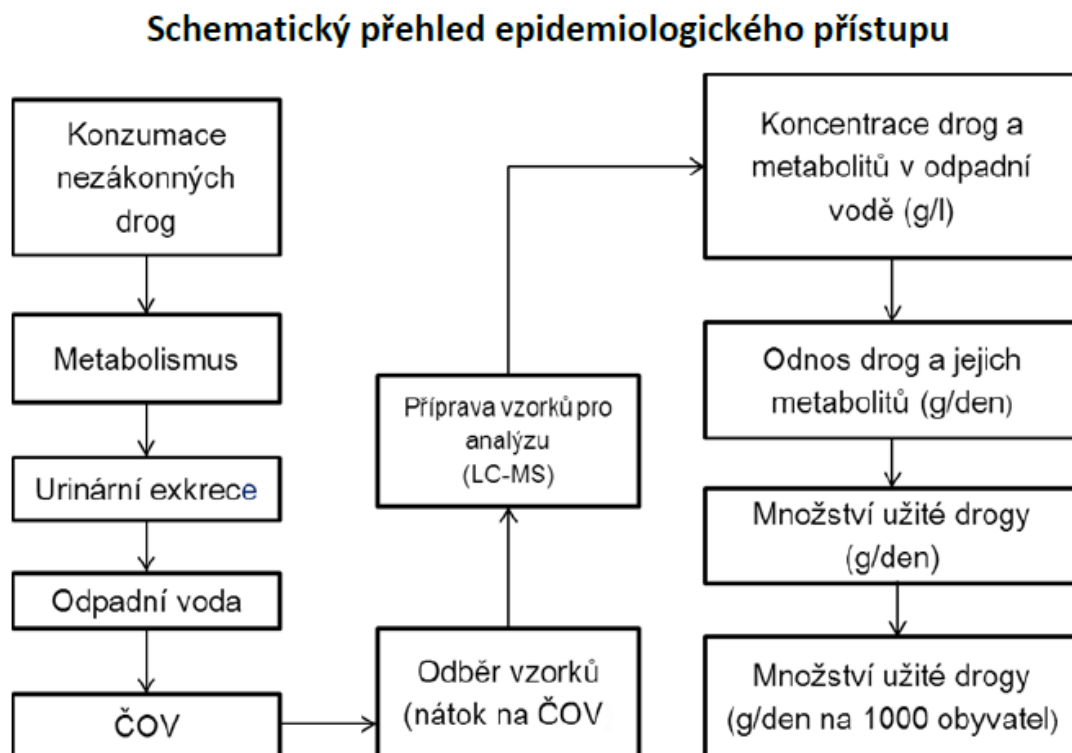 Schematický přehled epidemiologického přístupu
Konzumace
nezákonných
drog
Metabolismus
Urinární exkrece
Odpadní voda
ČOV
Odběr vzorků
(nátok na ČOV)
Příprava vzorků pro
analýzu
(LC-MS)
Koncentrace drog a
metabolitů v odpadní
vodě (g/l)
Odnos drog a jejich
metabolitů (g/den)
Množství užité drogy
(g/den)
Množství užité drogy
(g/den na 1000 obyvatel)